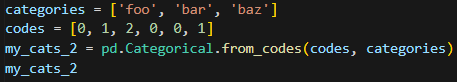 categories = ['foo', 'bar', 'baz']
codes = [0, 1, 2, 0, 0, 1]
my_cats_2 = pd.Categorical.from_codes(codes, categories)
my_cats_2